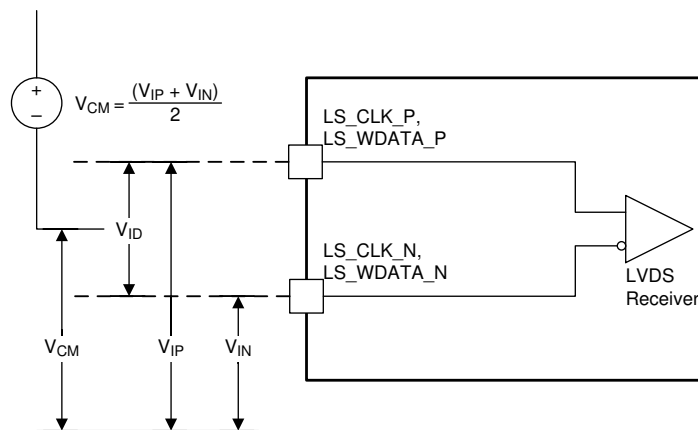 +
−
V_CM = (V_IP + V_IN) / 2
LS_CLK_P,
LS_WDATA_P
V_ID
LS_CLK_N,
LS_WDATA_N
LVDS
Receiver
V_CM
V_IP
V_IN